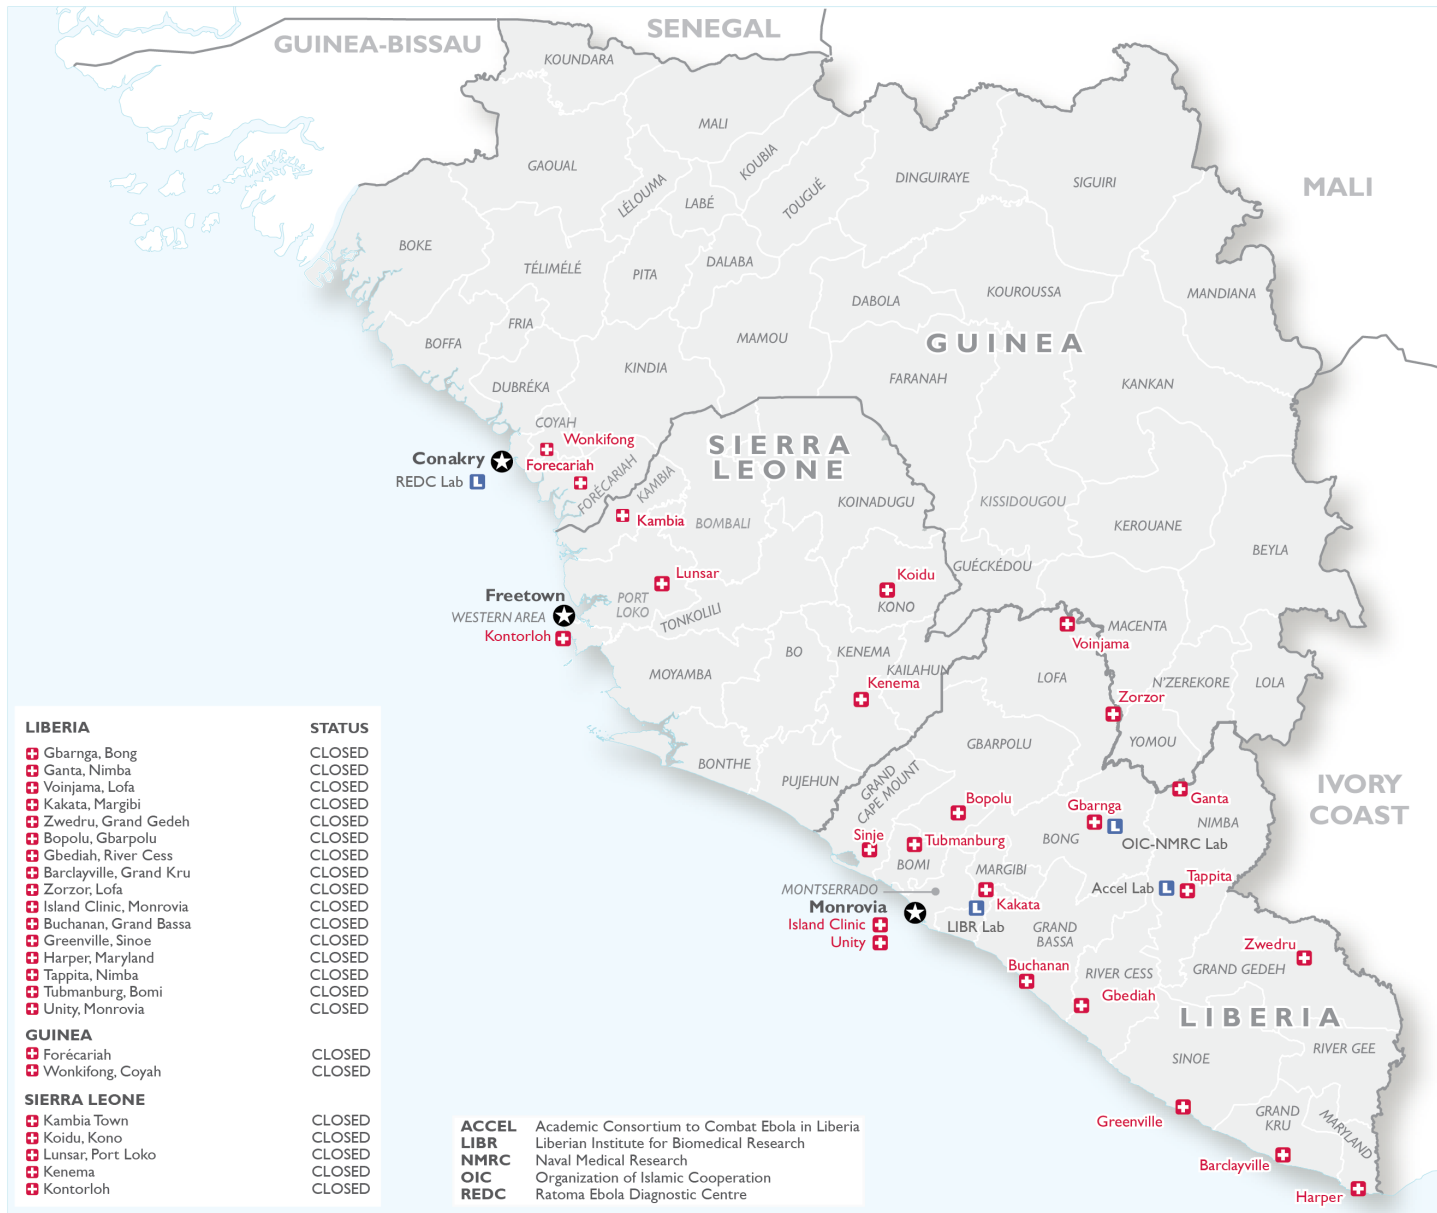 SENEGAL
GUINEA-BISSAU
KOUNDARA
MALI
KOUBIA
GAOUAL
LÉLOUMA
LABÉ
TOUGUÉ
DINGUIRAYE
SIGUIRI
MALI
BOKE
TÉLIMÉLÉ
PITA
DALABA
DABOLA
KOUROUSSA
MANDIANA
FRIA
BOFFA
MAMOU
GUINEA
KINDIA
DUBRÉKA
FARANAH
KANKAN
COYAH
Wonkifong
Conakry
REDC Lab
Forecariah
FORÉCARIAH
KAMBIA
Kambia
SIERRA
LEONE
BOMBALI
KOINADUGU
KISSIDOUGOU
KEROUANE
BEYLA
GUÉCKÉDOU
Lunsar
Koidu
KONO
Freetown
WESTERN AREA
Kontorloh
PORT
LOKO
TONKOLILI
MACENTA
Voinjama
BO
KENEMA
KAILAHUN
Kenema
MOYAMBA
LOFA
N'ZEREKORE
LOLA
Zorzor
YOMOU
GBARPOLU
BONTHE
PUJEHUN
GRAND
CAPE MOUNT
IVORY
COAST
Bopolu
Gbarnga
Ganta
NIMBA
Sinje
Tubmanburg
BONG
OIC-NMRC Lab
BOMI
MARGIBI
Accel Lab
Tappita
MONTSERRADO
Monrovia
Island Clinic
Unity
Kakata
LIBR Lab
GRAND
BASSA
Zwedru
GRAND GEDEH
Buchanan
RIVER CESS
Gbediah
LIBERIA
RIVER GEE
SINOE
Greenville
GRAND
KRU
MARYLAND
Barclayville
Harper
LIBERIA STATUS
Gbarnga, Bong CLOSED
Ganta, Nimba CLOSED
Voinjama, Lofa CLOSED
Kakata, Margibi CLOSED
Zwedru, Grand Gedeh CLOSED
Bopolu, Gbarpolu CLOSED
Gbediah, River Cess CLOSED
Barclayville, Grand Kru CLOSED
Zorzor, Lofa CLOSED
Island Clinic, Monrovia CLOSED
Buchanan, Grand Bassa CLOSED
Greenville, Sinoe CLOSED
Harper, Maryland CLOSED
Tappita, Nimba CLOSED
Tubmanburg, Bomi CLOSED
Unity, Monrovia CLOSED
GUINEA
Forécariah CLOSED
Wonkifong, Coyah CLOSED
SIERRA LEONE
Kambia Town CLOSED
Koidu, Kono CLOSED
Lunsar, Port Loko CLOSED
Kenema CLOSED
Kontorloh CLOSED
ACCEL Academic Consortium to Combat Ebola in Liberia
LIBR Liberian Institute for Biomedical Research
NMRC Naval Medical Research
OIC Organization of Islamic Cooperation
REDC Ratoma Ebola Diagnostic Centre